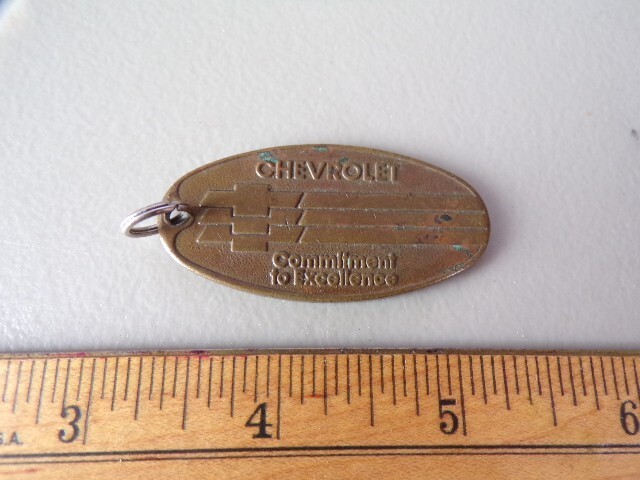 CHEVROLET
Commitment
to Excellence
3 4 5 6
S.A.